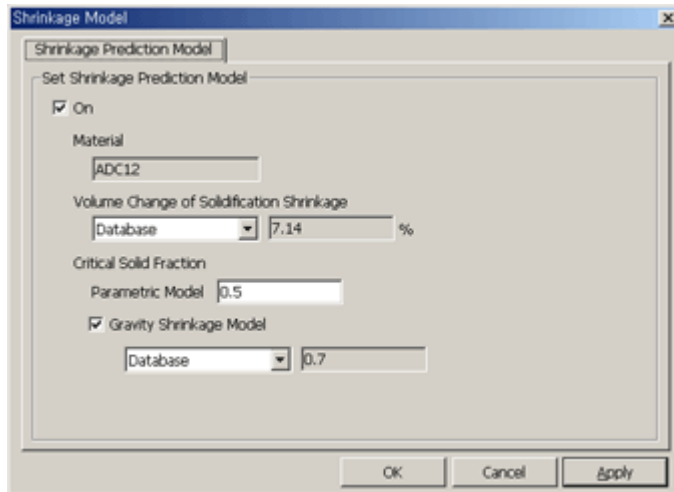 Shrinkage Model
Shrinkage Prediction Model
Set Shrinkage Prediction Model
On
Material
ADC12
Volume Change of Solidification Shrinkage
Database 7.14 %
Critical Solid Fraction
Parametric Model 0.5
Gravity Shrinkage Model
Database 0.7
OK Cancel Apply